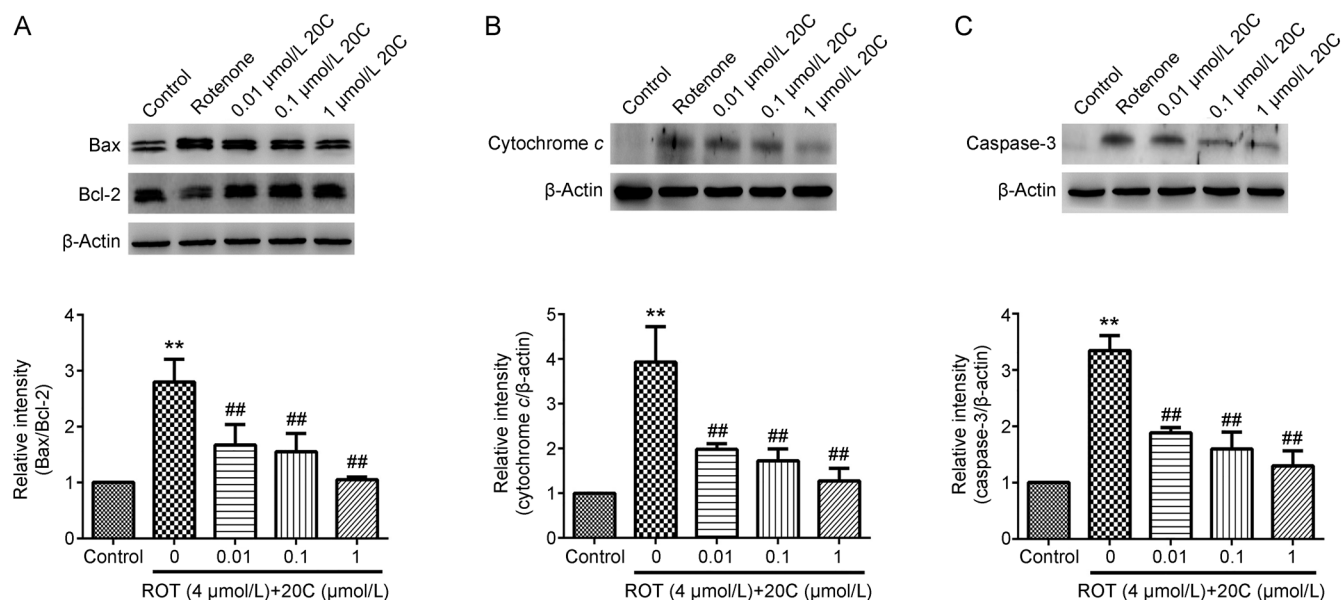 A
Control
Rotenone
0.01 μmol/L 20C
0.1 μmol/L 20C
1 μmol/L 20C
Bax
Bcl-2
β-Actin
Relative intensity
(Bax/Bcl-2)
4
3
2
1
0
**
##
##
##
Control
0
0.01
0.1
1
ROT (4 μmol/L)+20C (μmol/L)
B
Control
Rotenone
0.01 μmol/L 20C
0.1 μmol/L 20C
1 μmol/L 20C
Cytochrome c
β-Actin
Relative intensity
(cytochrome c/β-actin)
5
4
3
2
1
0
**
##
##
##
Control
0
0.01
0.1
1
ROT (4 μmol/L)+20C (μmol/L)
C
Control
Rotenone
0.01 μmol/L 20C
0.1 μmol/L 20C
1 μmol/L 20C
Caspase-3
β-Actin
Relative intensity
(caspase-3/β-actin)
4
3
2
1
0
**
##
##
##
Control
0
0.01
0.1
1
ROT (4 μmol/L)+20C (μmol/L)